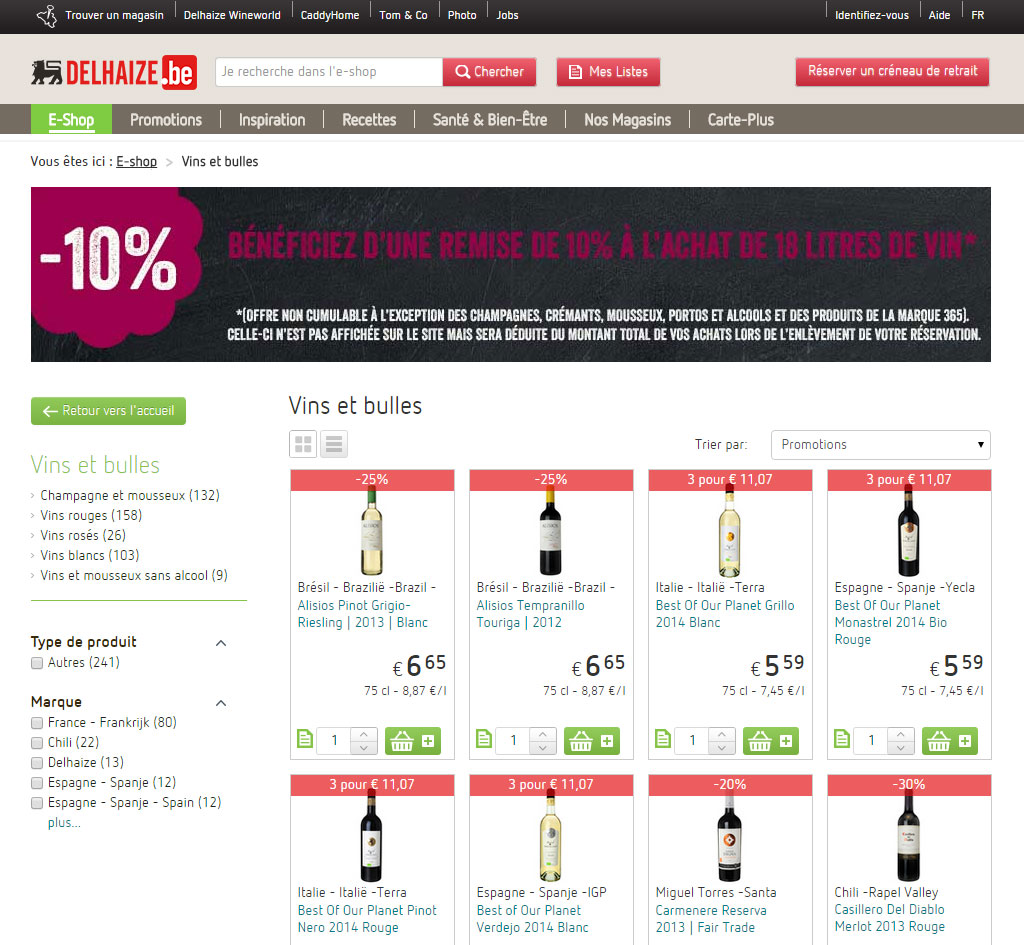 Trouver un magasin
Delhaize Wineworld
CaddyHome
Tom & Co
Photo
Jobs
Identifiez-vous
Aide
FR
DELHAIZE.be
Je recherche dans l'e-shop
Chercher
Mes Listes
Réserver un créneau de retrait
E-Shop
Promotions
Inspiration
Recettes
Santé & Bien-Être
Nos Magasins
Carte-Plus
Vous êtes ici : E-shop > Vins et bulles
-10%
BÉNÉFICIEZ D'UNE REMISE DE 10% À L'ACHAT DE 18 LITRES DE VIN*
*(OFFRE NON CUMULABLE À L'EXCEPTION DES CHAMPAGNES, CRÉMANTS, MOUSSEUX, PORTOS ET ALCOOLS ET DES PRODUITS DE LA MARQUE 365).
CELLE-CI N'EST PAS AFFICHÉE SUR LE SITE MAIS SERA DÉDUITE DU MONTANT TOTAL DE VOS ACHATS LORS DE L'ENLÈVEMENT DE VOTRE RÉSERVATION.
Retour vers l'accueil
Vins et bulles
Champagne et mousseux (132)
Vins rouges (158)
Vins rosés (26)
Vins blancs (103)
Vins et mousseux sans alcool (9)
Type de produit
Autres (241)
Marque
France - Frankrijk (80)
Chili (22)
Delhaize (13)
Espagne - Spanje (12)
Espagne - Spanje - Spain (12)
plus...
Vins et bulles
Trier par:
Promotions
-25%
Brésil - Brazilië -Brazil -
Alisios Pinot Grigio-
Riesling | 2013 | Blanc
€ 6 65
75 cl - 8,87 €/l
1
-25%
Brésil - Brazilië -Brazil -
Alisios Tempranillo
Touriga | 2012
€ 6 65
75 cl - 8,87 €/l
1
3 pour € 11,07
Italie - Italië -Terra
Best Of Our Planet Grillo
2014 Blanc
€ 5 59
75 cl - 7,45 €/l
1
3 pour € 11,07
Espagne - Spanje -Yecla
Best Of Our Planet
Monastrel 2014 Bio
Rouge
€ 5 59
75 cl - 7,45 €/l
1
3 pour € 11,07
Italie - Italië -Terra
Best Of Our Planet Pinot
Nero 2014 Rouge
3 pour € 11,07
Espagne - Spanje -IGP
Best of Our Planet
Verdejo 2014 Blanc
-20%
Miguel Torres -Santa
Carmenere Reserva
2013 | Fair Trade
-30%
Chili -Rapel Valley
Casillero Del Diablo
Merlot 2013 Rouge